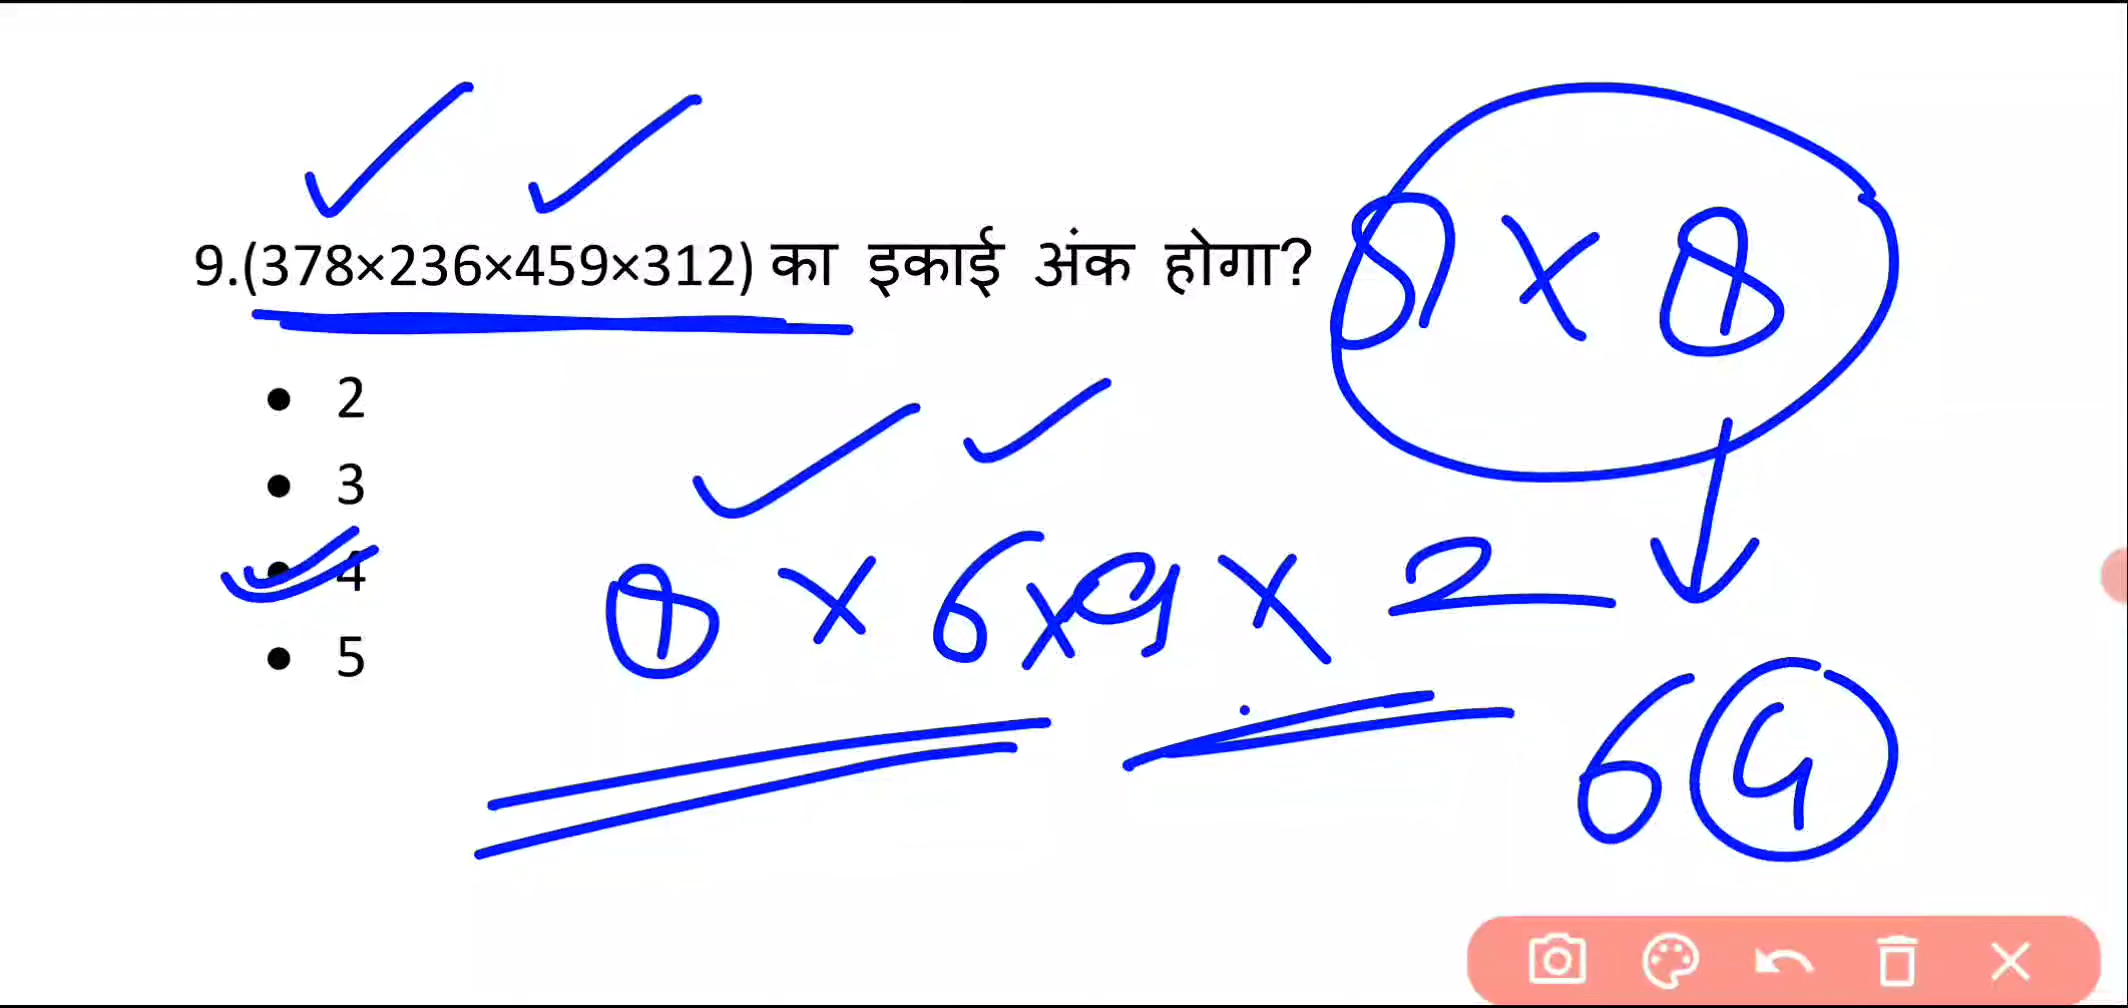 9.(378×236×459×312) का इकाई अंक होगा?
8 × 8
• 2
• 3
• 4
• 5
8 × 6 × 9 × 2
64